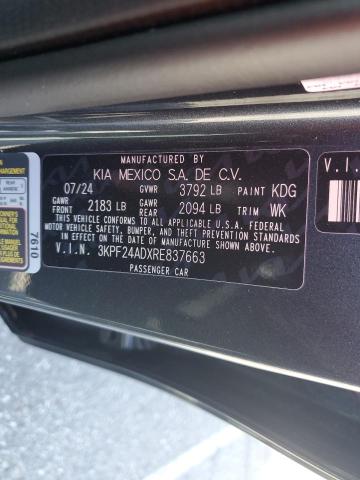 MANUFACTURED BY
KIA MEXICO S.A. DE C.V.
07/24 GVWR 3792 LB PAINT KDG
GAWR FRONT 2183 LB GAWR REAR 2094 LB TRIM WK
THIS VEHICLE CONFORMS TO ALL APPLICABLE U.S.A. FEDERAL
MOTOR VEHICLE SAFETY, BUMPER, AND THEFT PREVENTION
STANDARDS IN EFFECT ON THE DATE OF
MANUFACTURE SHOWN ABOVE.
V.I.N. 3KPF24ADXRE837663
PASSENGER CAR
7610
REAR
V.I.